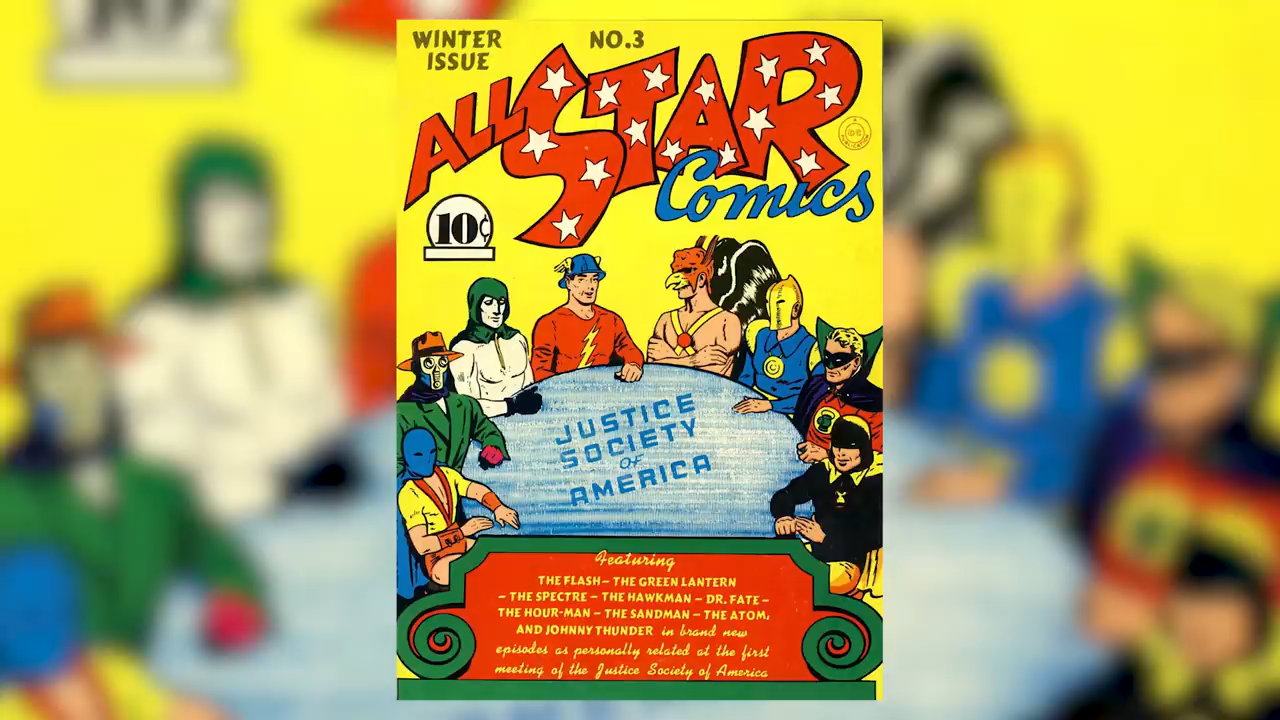 WINTER ISSUE
NO.3
ALL STAR
Comics
10¢
JUSTICE
SOCIETY
OF
AMERICA
Featuring
THE FLASH – THE GREEN LANTERN
– THE SPECTRE – THE HAWKMAN – DR. FATE –
THE HOUR-MAN – THE SANDMAN – THE ATOM,
AND JOHNNY THUNDER in brand new
episodes as personally related at the first
meeting of the Justice Society of America